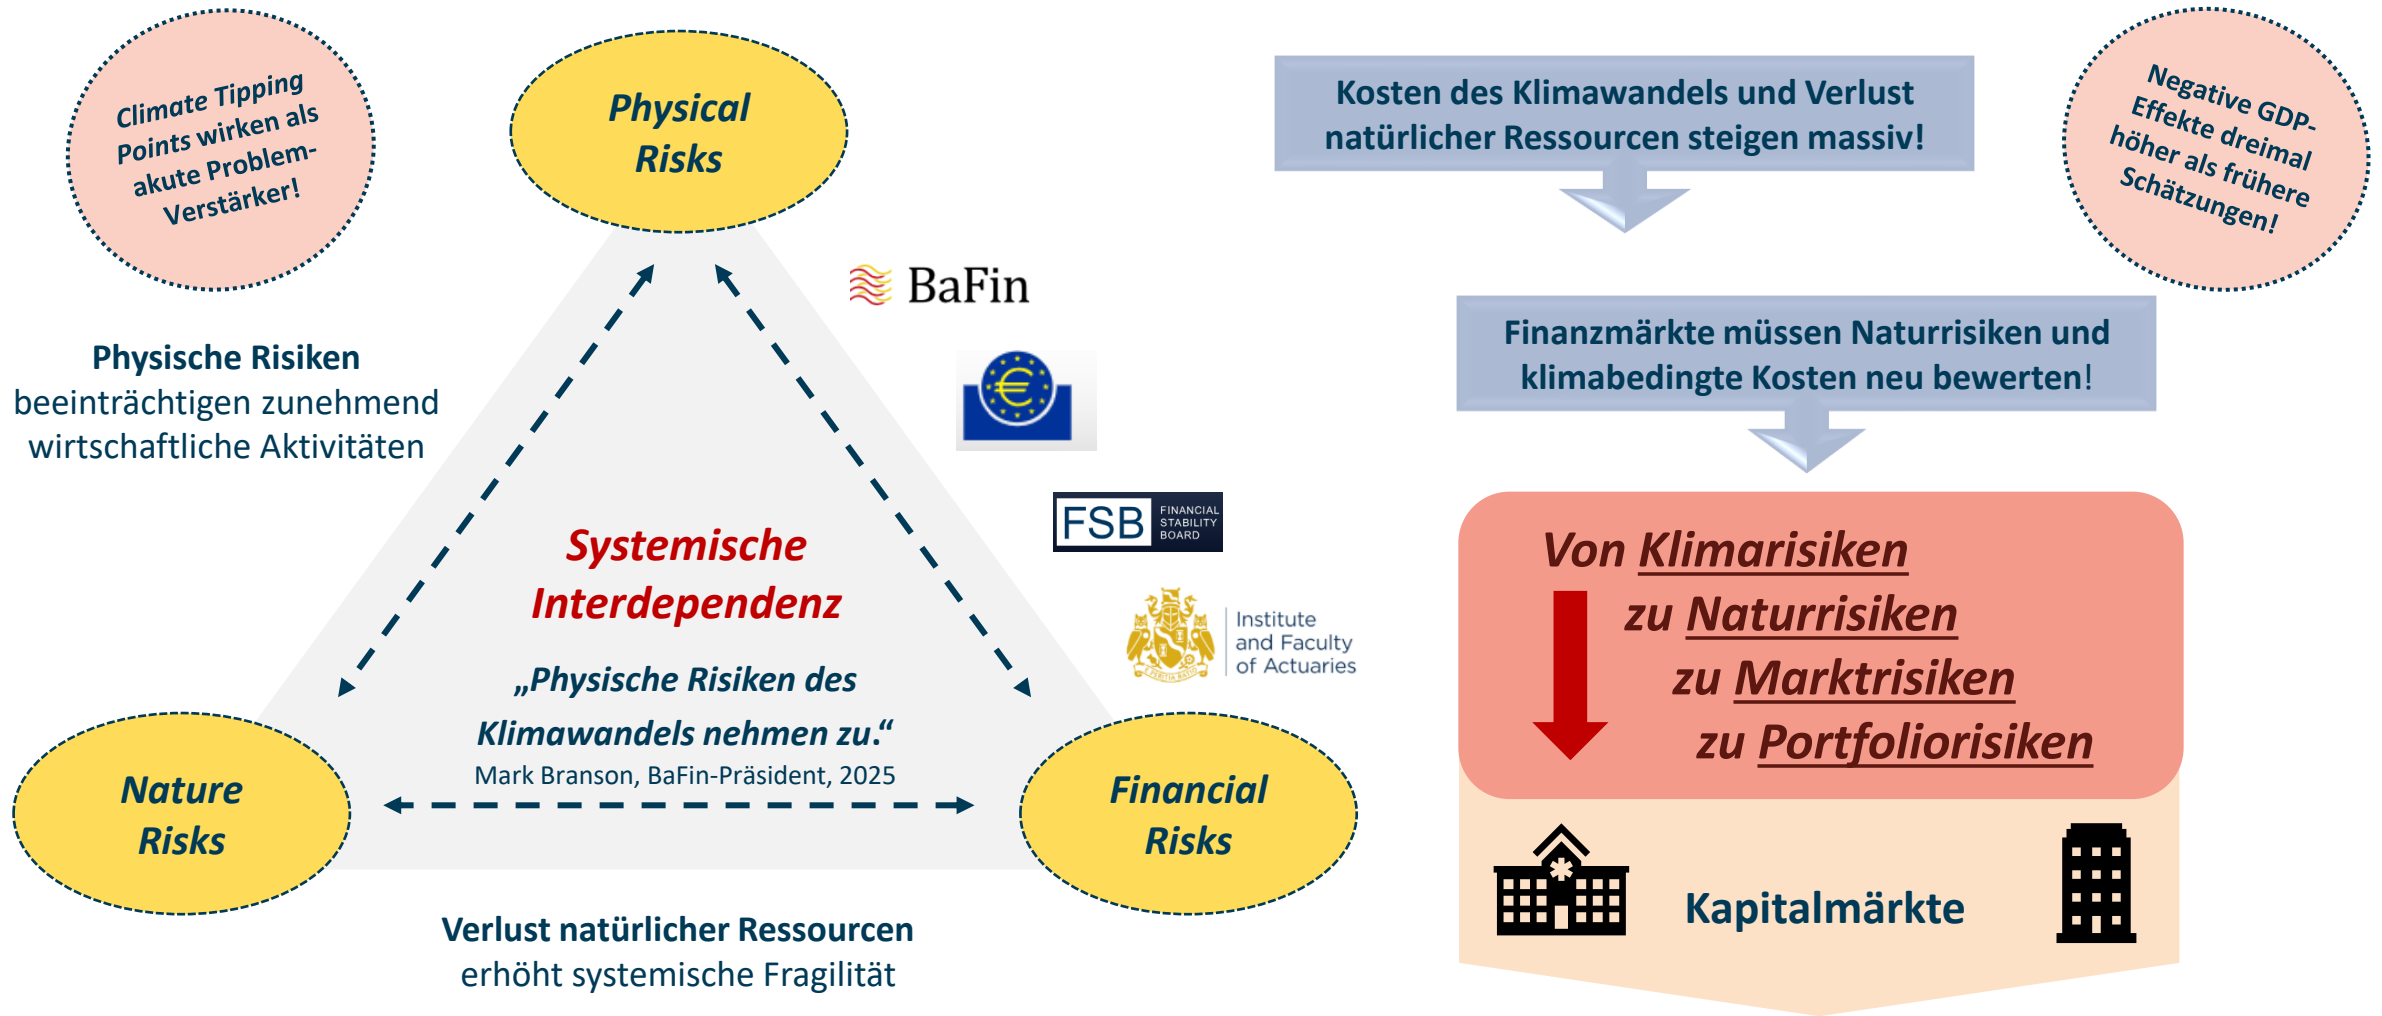 Climate Tipping
Points wirken als
akute Problem-
Verstärker!
Physical
Risks
Physische Risiken
beeinträchtigen zunehmend
wirtschaftliche Aktivitäten
BaFin
FSB
FINANCIAL
STABILITY
BOARD
Institute
and Faculty
of Actuaries
Systemische
Interdependenz
„Physische Risiken des
Klimawandels nehmen zu.“
Mark Branson, BaFin-Präsident, 2025
Nature
Risks
Financial
Risks
Verlust natürlicher Ressourcen
erhöht systemische Fragilität
Kosten des Klimawandels und Verlust
natürlicher Ressourcen steigen massiv!
Negative GDP-
Effekte dreimal
höher als frühere
Schätzungen!
Finanzmärkte müssen Naturrisiken und
klimabedingte Kosten neu bewerten!
Von Klimarisiken
zu Naturrisiken
zu Marktrisiken
zu Portfoliorisiken
Kapitalmärkte